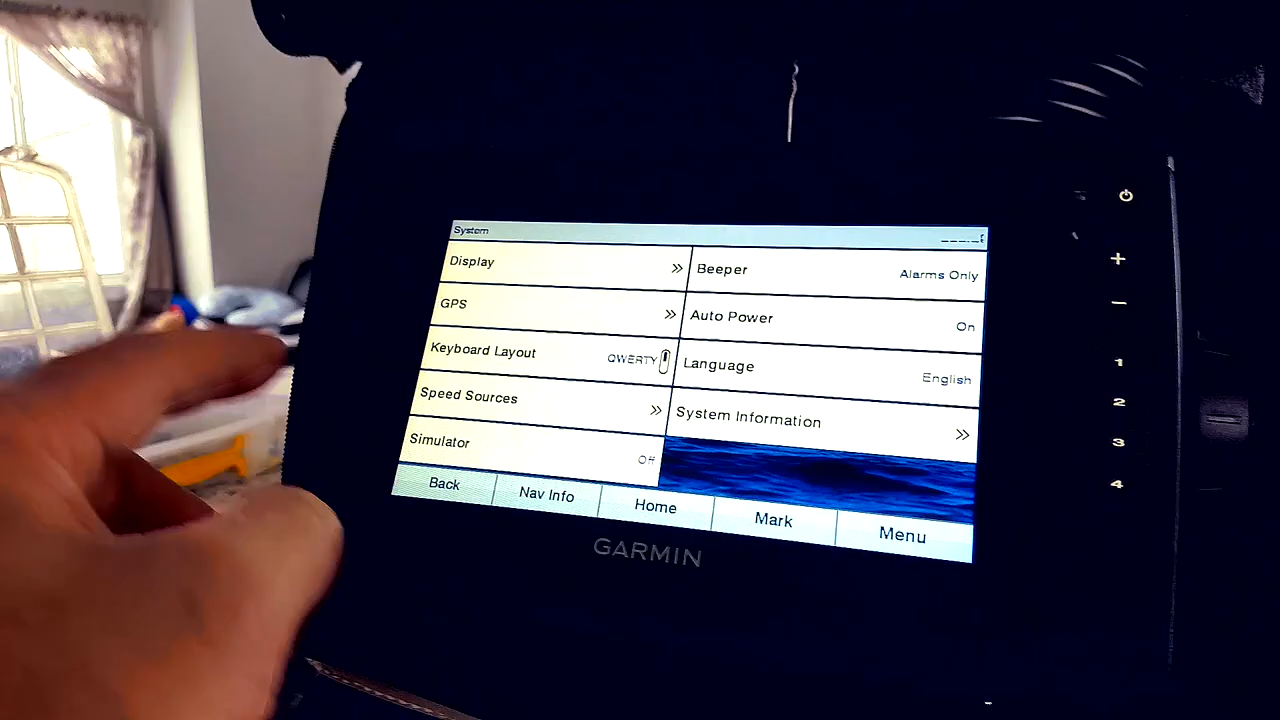 System
Display »
GPS »
Keyboard Layout QWERTY
Speed Sources »
Simulator Off
Beeper Alarms Only
Auto Power On
Language English
System Information »
Back Nav Info Home Mark Menu
GARMIN
+
−
1
2
3
4